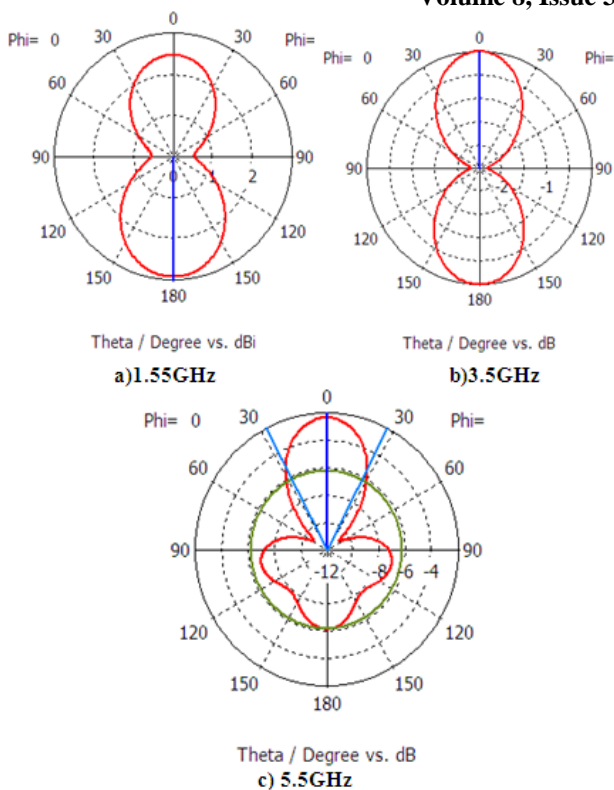 Volume 8, Issue 3
0
Phi= 0 30 30 Phi=
60 60
90 0 1 2 90
120 120
150 150
180
Theta / Degree vs. dBi
a)1.55GHz
0
Phi= 0 30 30 Phi=
60 60
90 -2 -1 90
120 120
150 150
180
Theta / Degree vs. dB
b)3.5GHz
0
Phi= 0 30 30 Phi=
60 60
90 -12 -8 -6 -4 90
120 120
150 150
180
Theta / Degree vs. dB
c) 5.5GHz